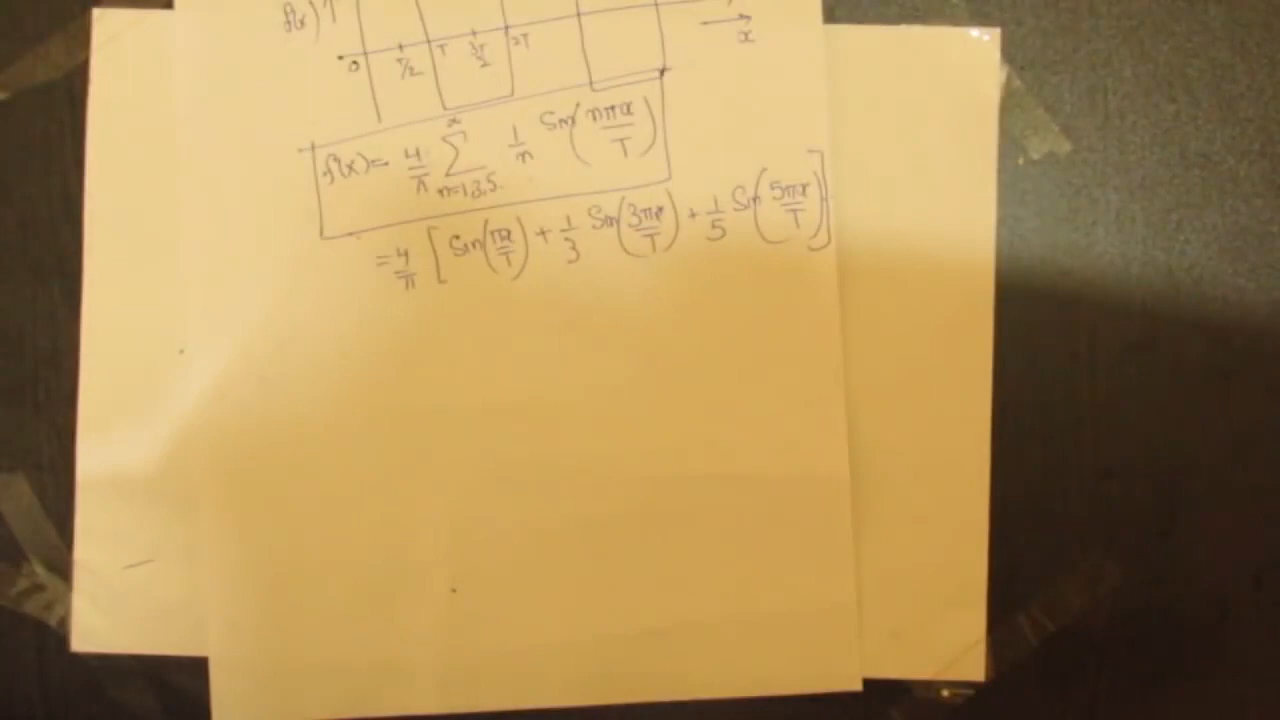 f(x) ↑
0 T/2 T 3T/2 2T → x
f(x) = 4/π ∑ n=1,3,5. ∞ 1/n Sin(nπx/T)
= 4/π [ Sin(πx/T) + 1/3 Sin(3πx/T) + 1/5 Sin(5πx/T) ]